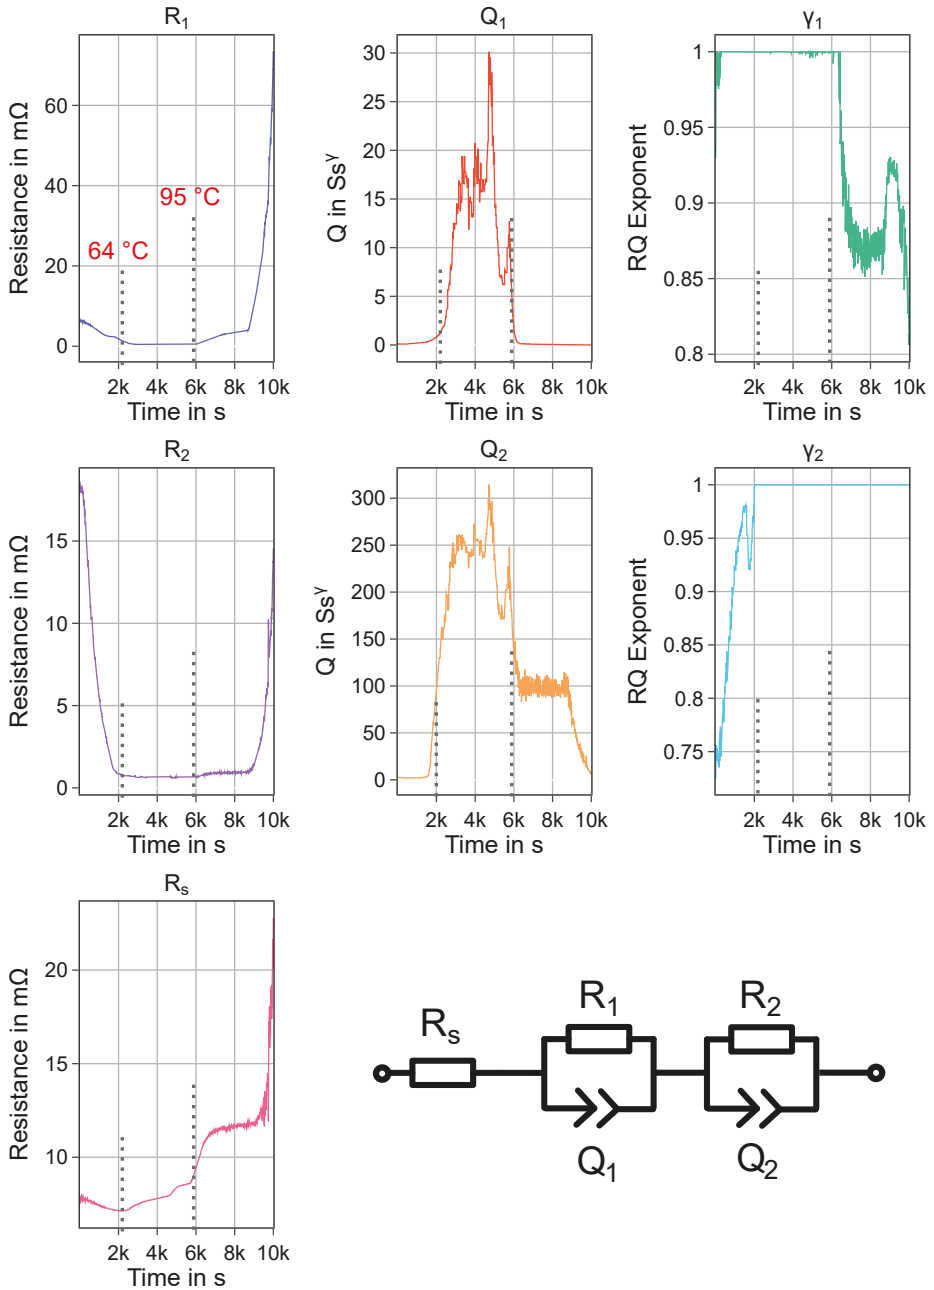 R₁
Resistance in mΩ
60
40
20
0
64 °C
95 °C
2k 4k 6k 8k 10k
Time in s
Q₁
Q in Ssᵞ
30
25
20
15
10
5
0
2k 4k 6k 8k 10k
Time in s
γ₁
RQ Exponent
1
0.95
0.9
0.85
0.8
2k 4k 6k 8k 10k
Time in s
R₂
Resistance in mΩ
15
10
5
0
2k 4k 6k 8k 10k
Time in s
Q₂
Q in Ssᵞ
300
250
200
150
100
50
0
2k 4k 6k 8k 10k
Time in s
γ₂
RQ Exponent
1
0.95
0.9
0.85
0.8
0.75
2k 4k 6k 8k 10k
Time in s
Rₛ
Resistance in mΩ
20
15
10
2k 4k 6k 8k 10k
Time in s
Rₛ
R₁
Q₁
R₂
Q₂